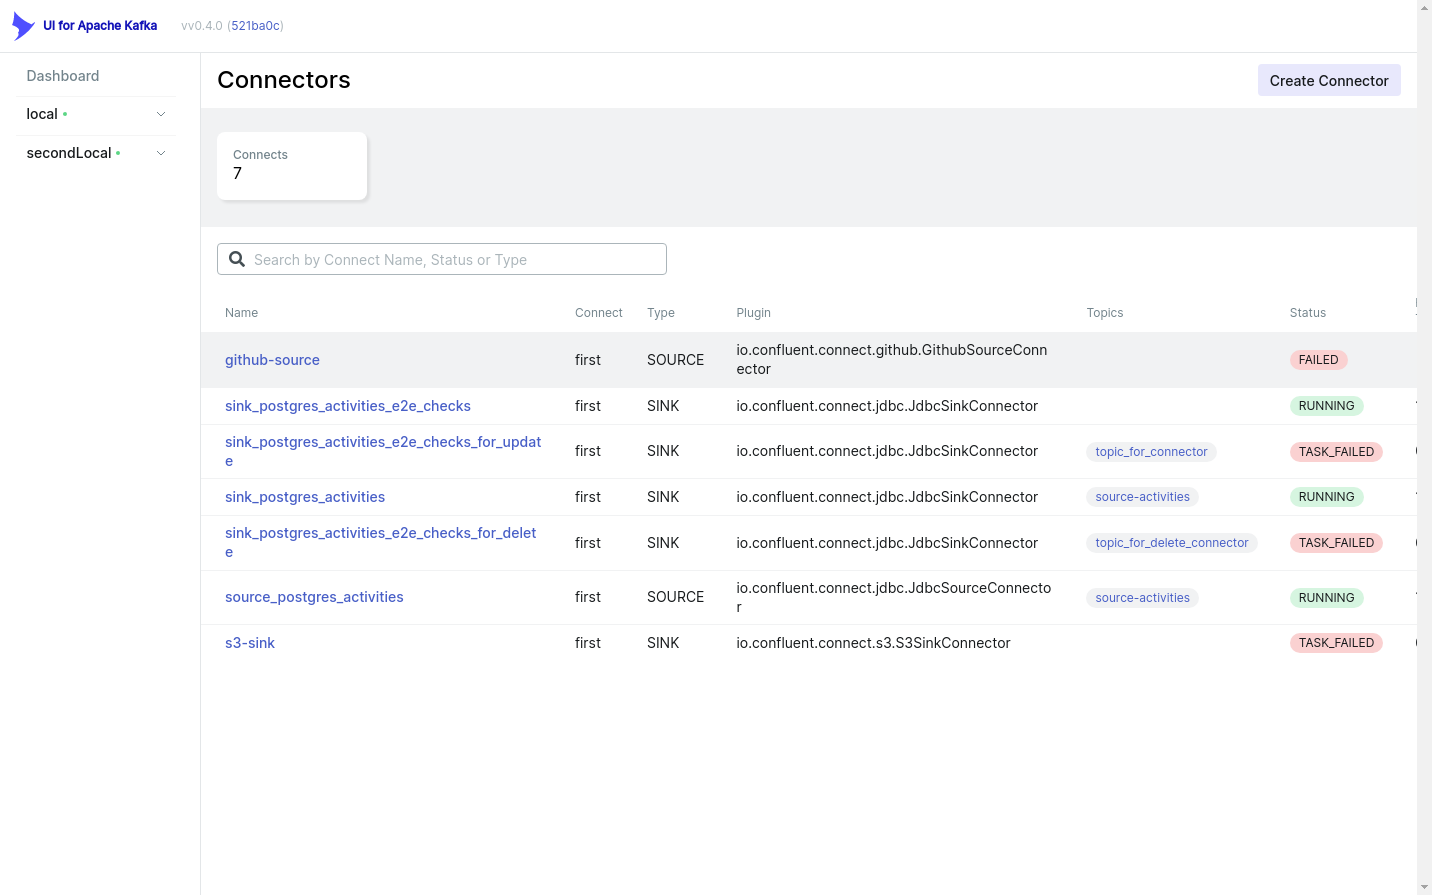 UI for Apache Kafka vv0.4.0 (521ba0c)
Dashboard
local
secondLocal
Connectors
Create Connector
Connects
7
Search by Connect Name, Status or Type
Name Connect Type Plugin Topics Status
github-source first SOURCE io.confluent.connect.github.GithubSourceConn
ector FAILED
sink_postgres_activities_e2e_checks first SINK io.confluent.connect.jdbc.JdbcSinkConnector RUNNING
sink_postgres_activities_e2e_checks_for_updat
e first SINK io.confluent.connect.jdbc.JdbcSinkConnector topic_for_connector TASK_FAILED
sink_postgres_activities first SINK io.confluent.connect.jdbc.JdbcSinkConnector source-activities RUNNING
sink_postgres_activities_e2e_checks_for_delet
e first SINK io.confluent.connect.jdbc.JdbcSinkConnector topic_for_delete_connector TASK_FAILED
source_postgres_activities first SOURCE io.confluent.connect.jdbc.JdbcSourceConnecto
r source-activities RUNNING
s3-sink first SINK io.confluent.connect.s3.S3SinkConnector TASK_FAILED